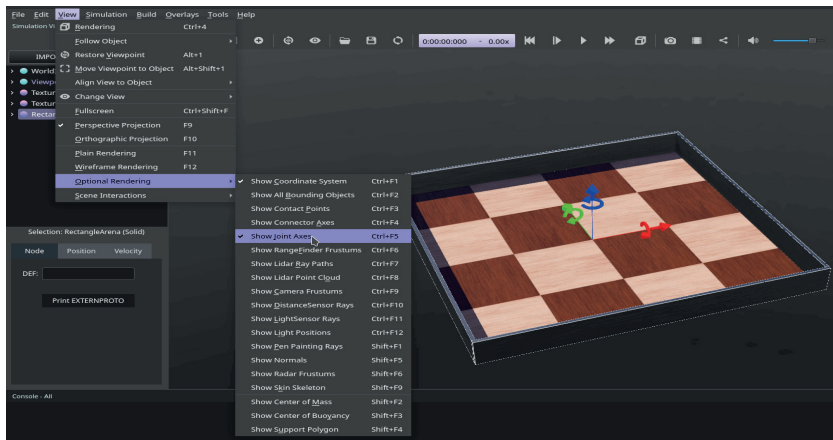 File Edit View Simulation Build Overlays Tools Help
Simulation Vi
Rendering Ctrl+4
Follow Object
Restore Viewpoint Alt+1
Move Viewpoint to Object Alt+Shift+1
Align View to Object
Change View
Fullscreen Ctrl+Shift+F
Perspective Projection F9
Orthographic Projection F10
Plain Rendering F11
Wireframe Rendering F12
Optional Rendering
Scene Interactions
0:00:00:000 - 0.00x
IMPO
World
Viewp
Textur
Textur
Rectan
Show Coordinate System Ctrl+F1
Show All Bounding Objects Ctrl+F2
Show Contact Points Ctrl+F3
Show Connector Axes Ctrl+F4
Show Joint Axes Ctrl+F5
Show RangeFinder Frustums Ctrl+F6
Show Lidar Ray Paths Ctrl+F7
Show Lidar Point Cloud Ctrl+F8
Show Camera Frustums Ctrl+F9
Show DistanceSensor Rays Ctrl+F10
Show LightSensor Rays Ctrl+F11
Show Light Positions Ctrl+F12
Show Pen Painting Rays Shift+F1
Show Normals Shift+F5
Show Radar Frustums Shift+F6
Show Skin Skeleton Shift+F9
Show Center of Mass Shift+F2
Show Center of Buoyancy Shift+F3
Show Support Polygon Shift+F4
Selection: RectangleArena (Solid)
Node Position Velocity
DEF:
Print EXTERNPROTO
Console - All